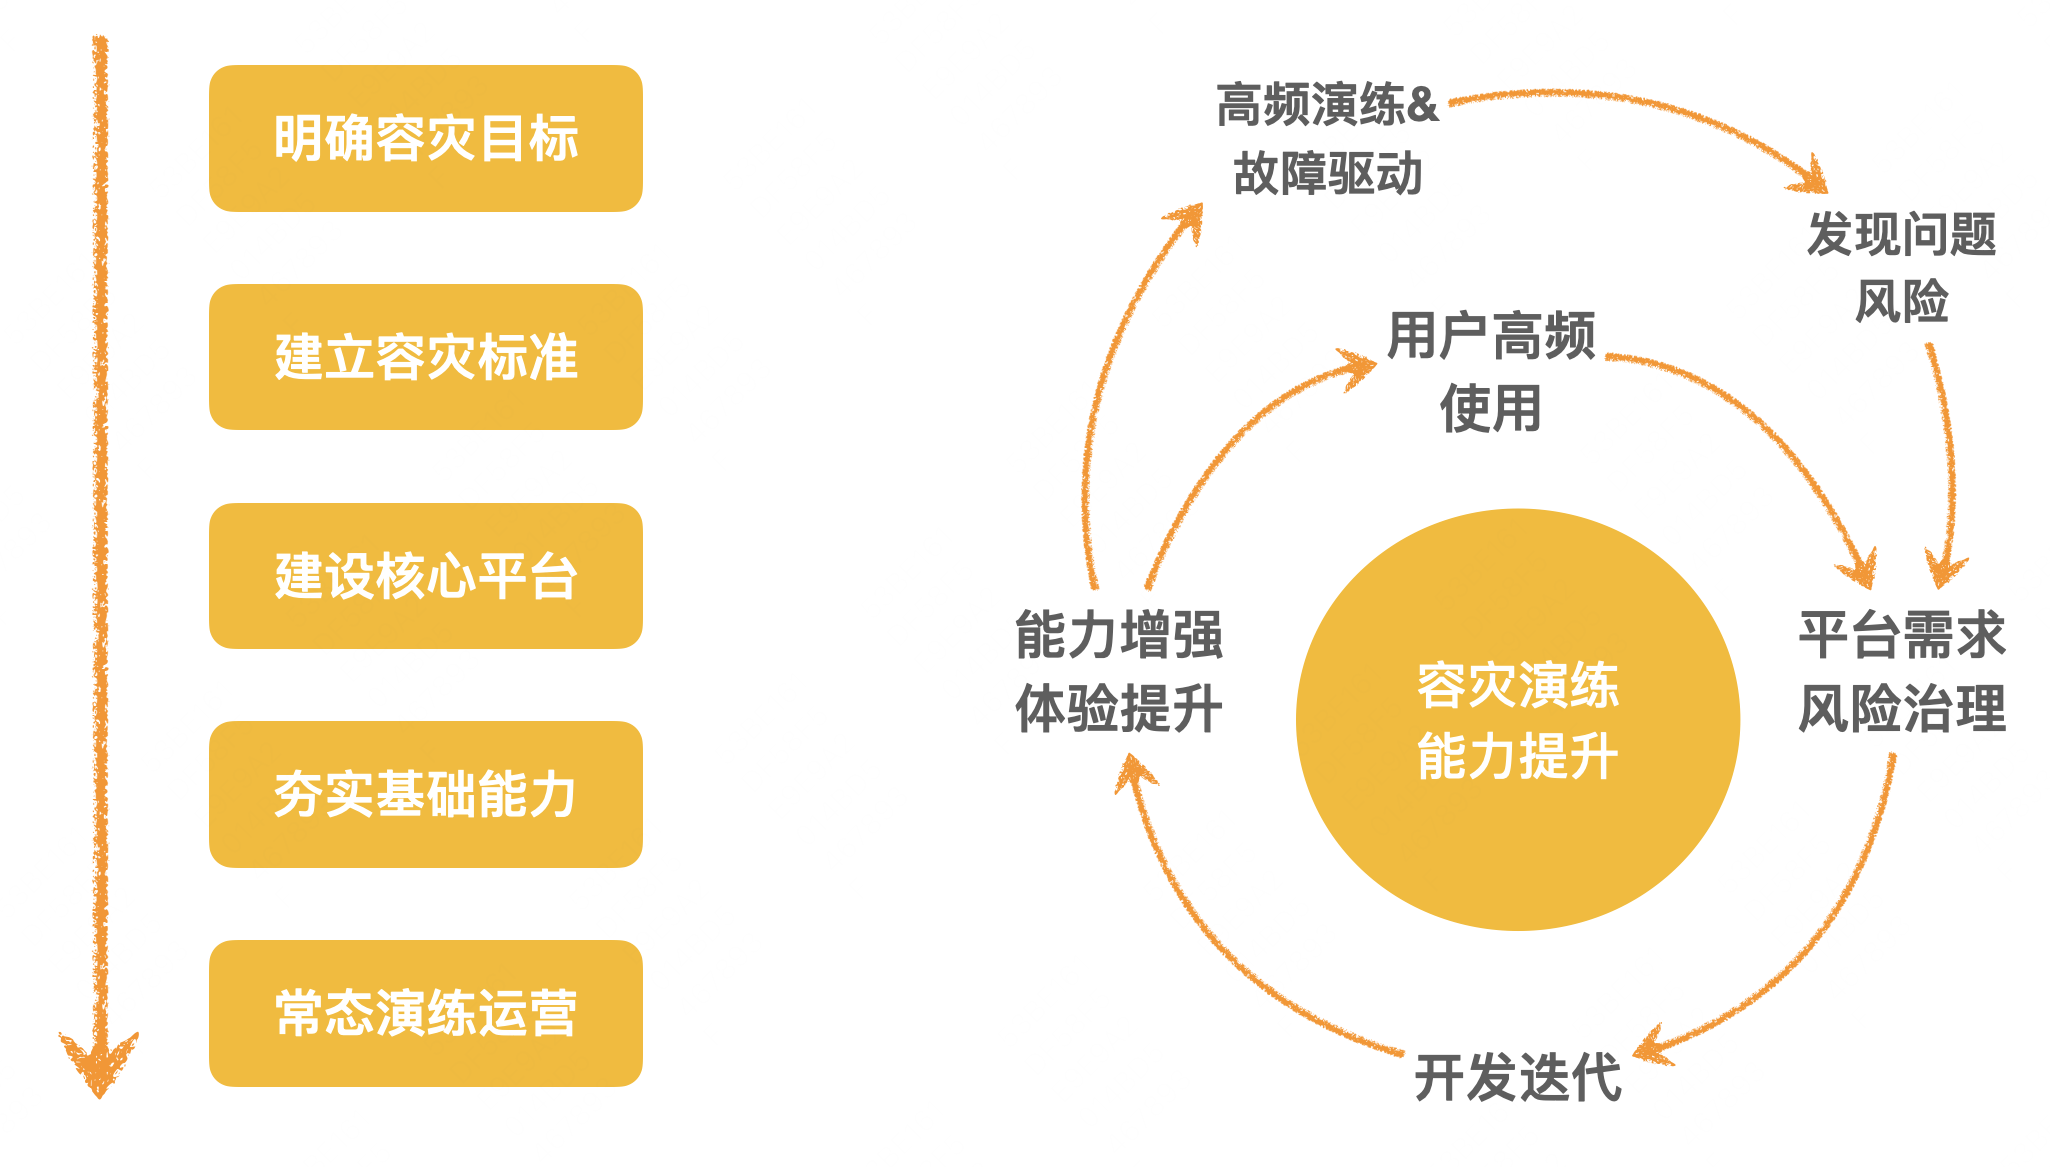 明确容灾目标
建立容灾标准
建设核心平台
夯实基础能力
常态演练运营
高频演练&
故障驱动
发现问题
风险
用户高频
使用
能力增强
体验提升
容灾演练
能力提升
平台需求
风险治理
开发迭代